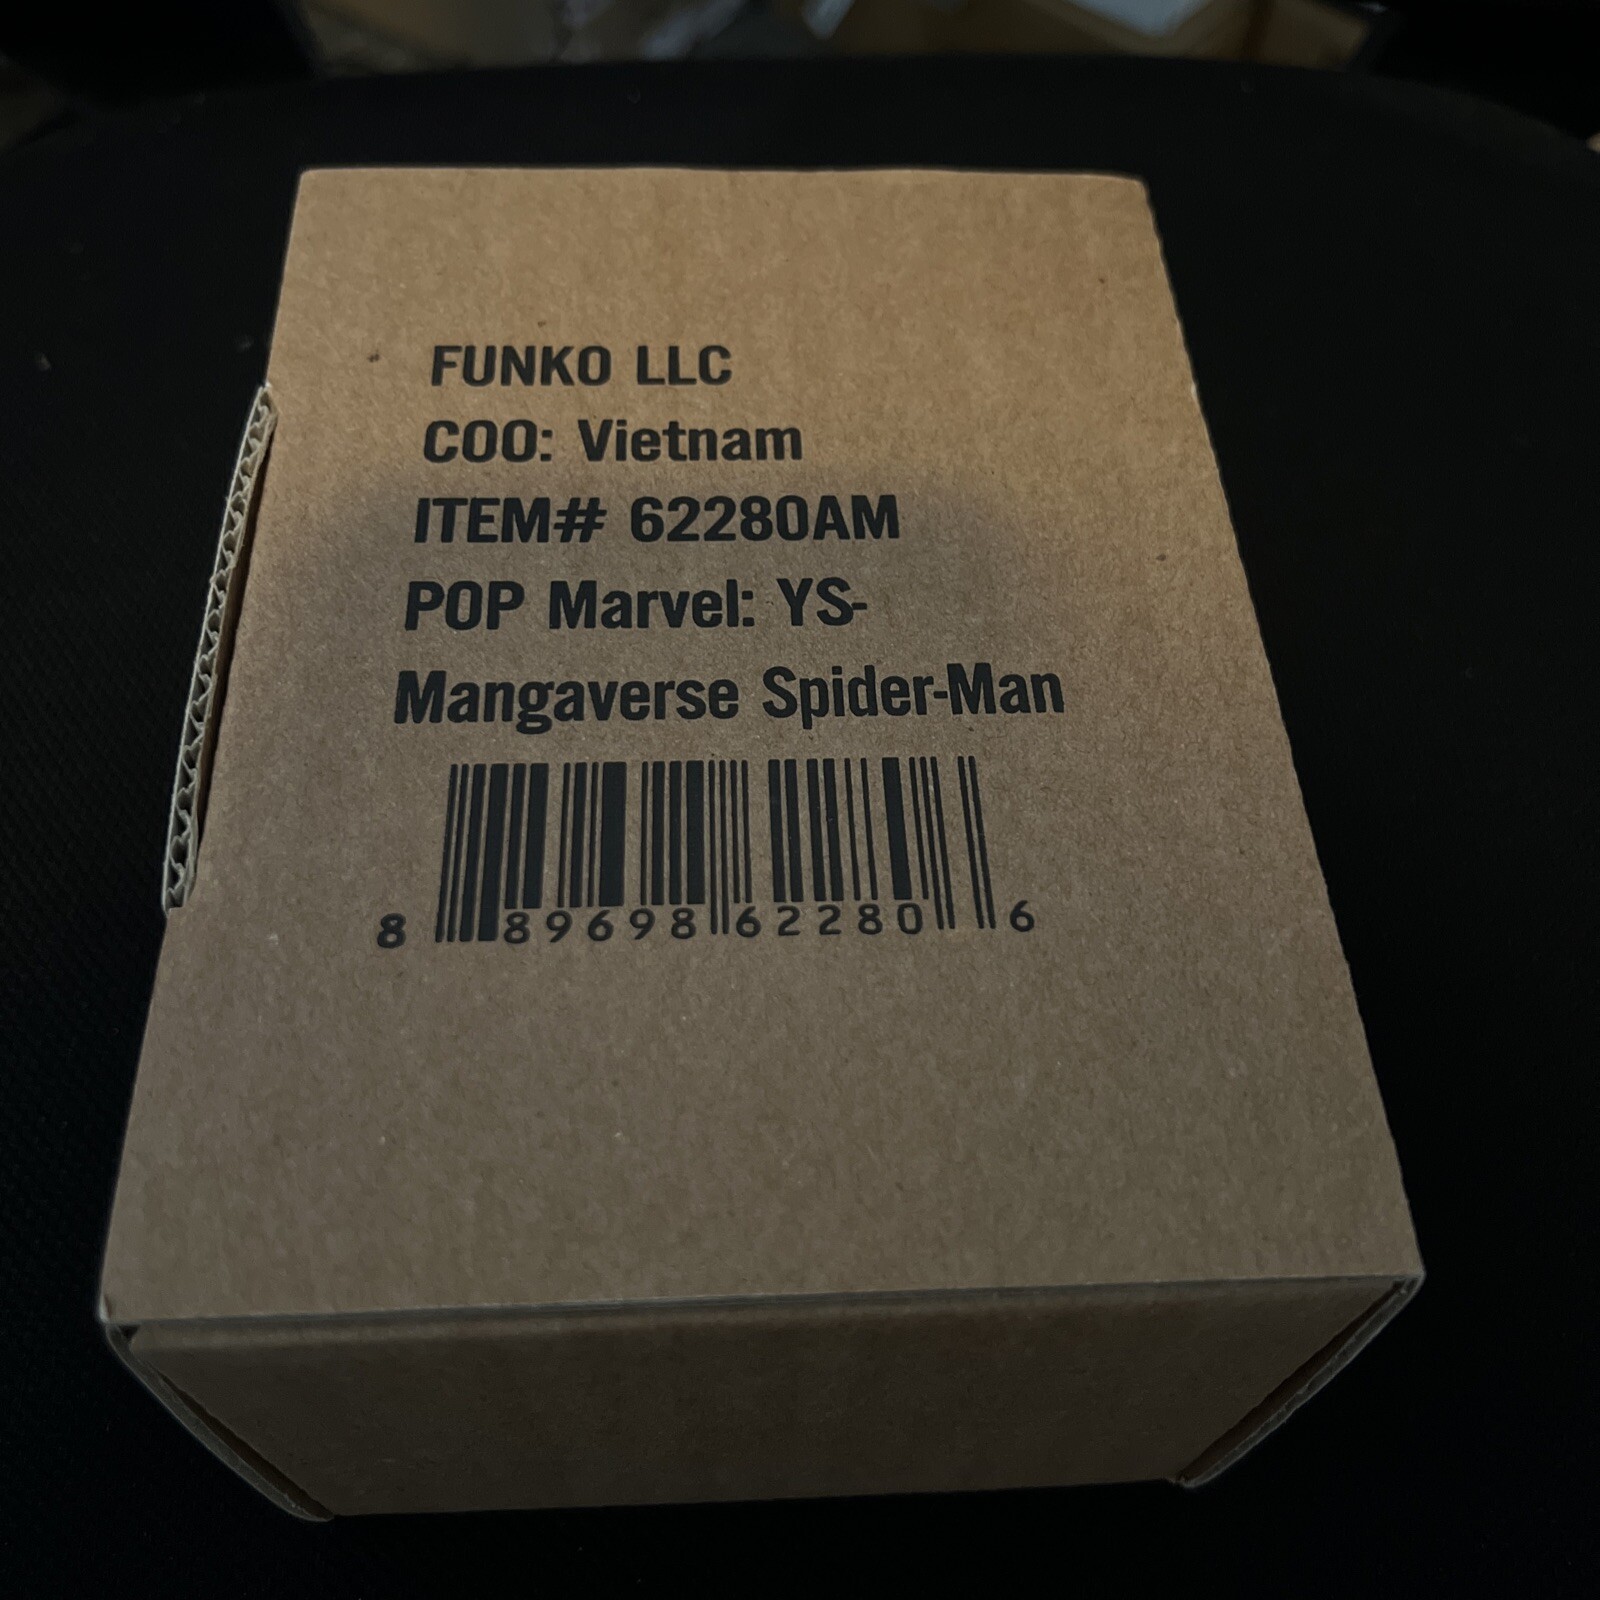 FUNKO LLC
COO: Vietnam
ITEM# 62280AM
POP Marvel: YS-
Mangaverse Spider-Man
8 89698 62280 6